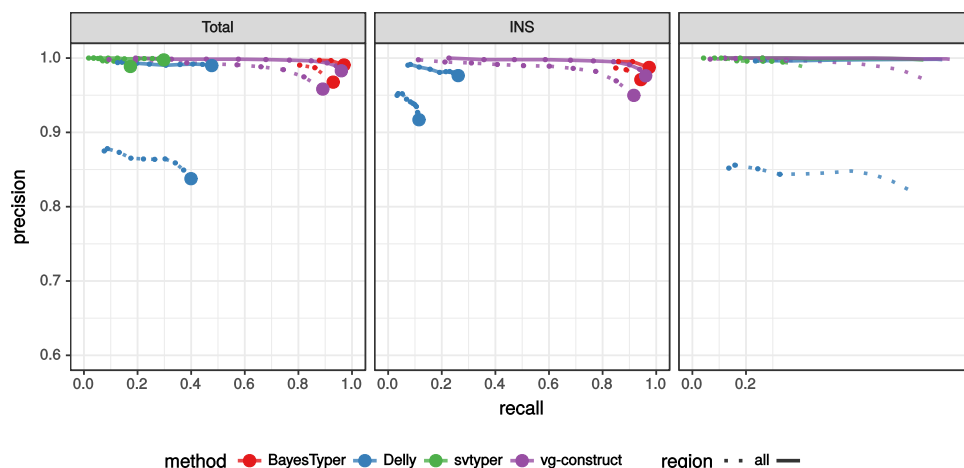 Total INS
precision
1.0
0.9
0.8
0.7
0.6
0.0 0.2 0.4 0.6 0.8 1.0 0.0 0.2 0.4 0.6 0.8 1.0 0.0 0.2
recall
method BayesTyper Delly svtyper vg-construct region all